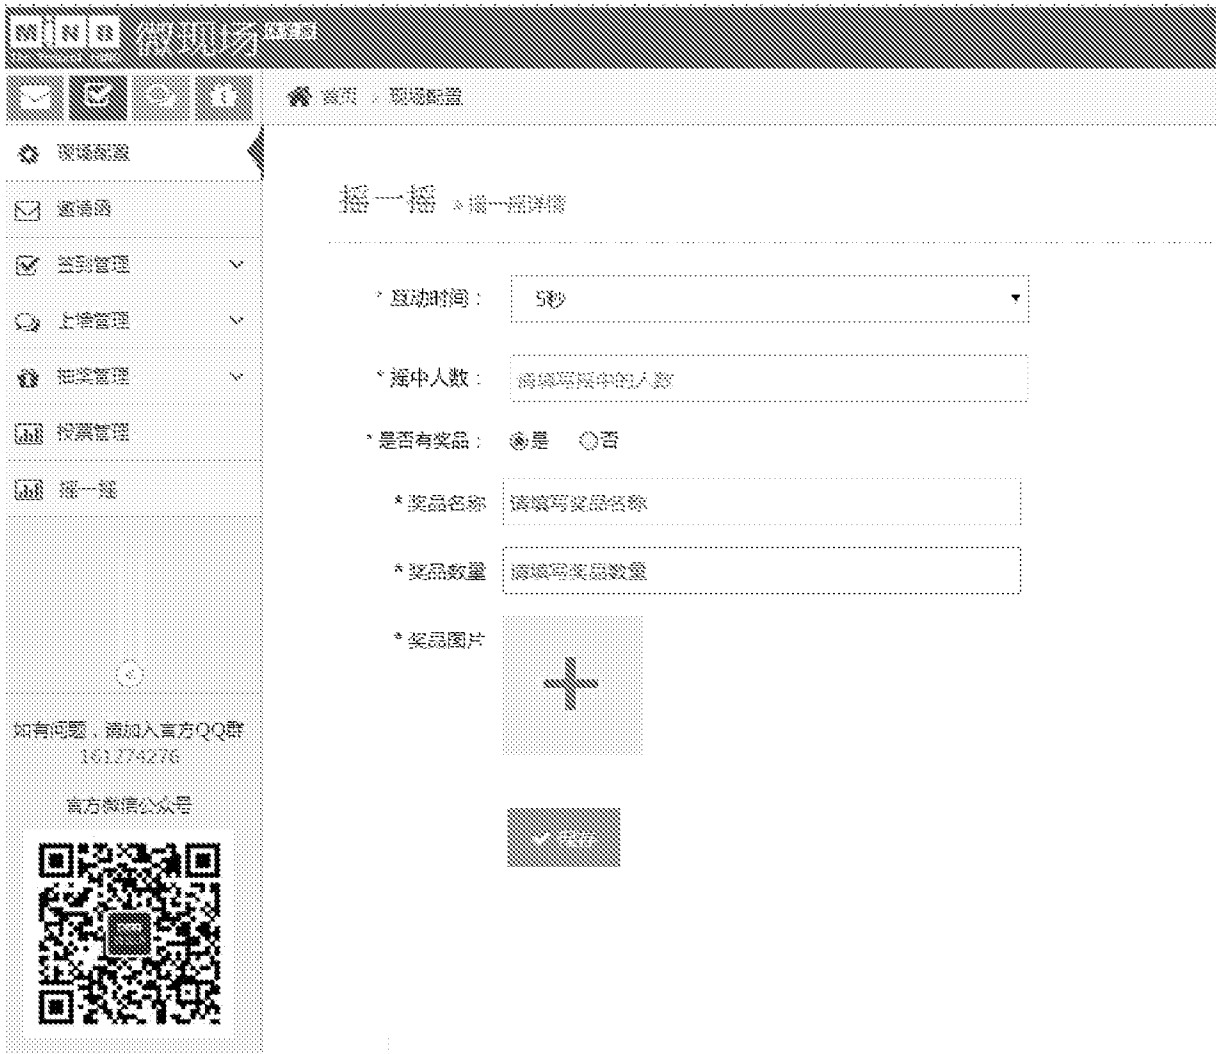 微现场
首页 > 现场配置
现场配置
邀请函
签到管理
上墙管理
抽奖管理
投票管理
摇一摇
如有问题，请加入官方QQ群
161274276
官方微信公众号
摇一摇 » 摇一摇详情
* 互动时间： 5秒
* 摇中人数： 请填写摇中的人数
* 是否有奖品： 是 否
* 奖品名称 请填写奖品名称
* 奖品数量 请填写奖品数量
* 奖品图片